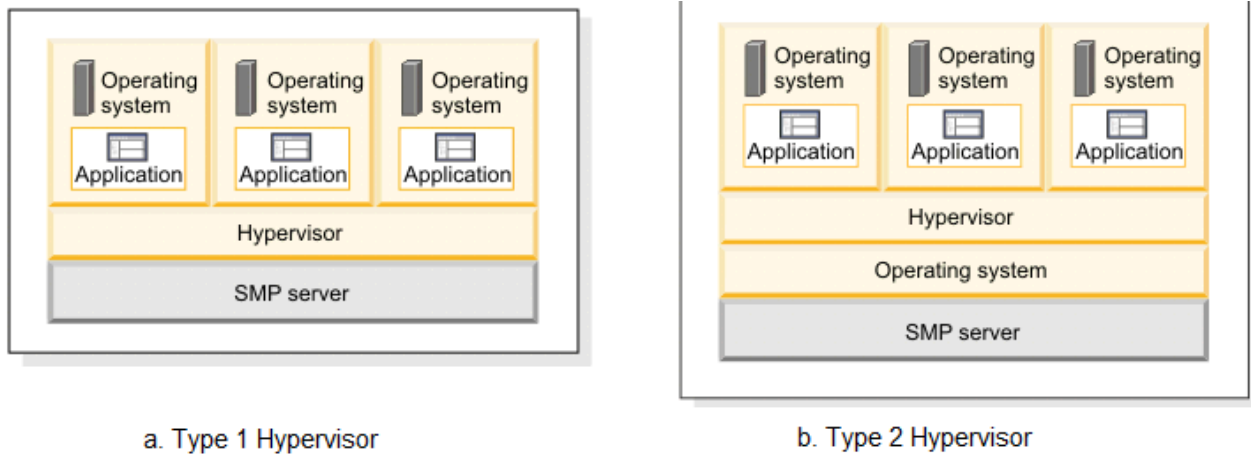 Operating
system
Application
Operating
system
Application
Operating
system
Application
Hypervisor
SMP server
a. Type 1 Hypervisor
Operating
system
Application
Operating
system
Application
Operating
system
Application
Hypervisor
Operating system
SMP server
b. Type 2 Hypervisor